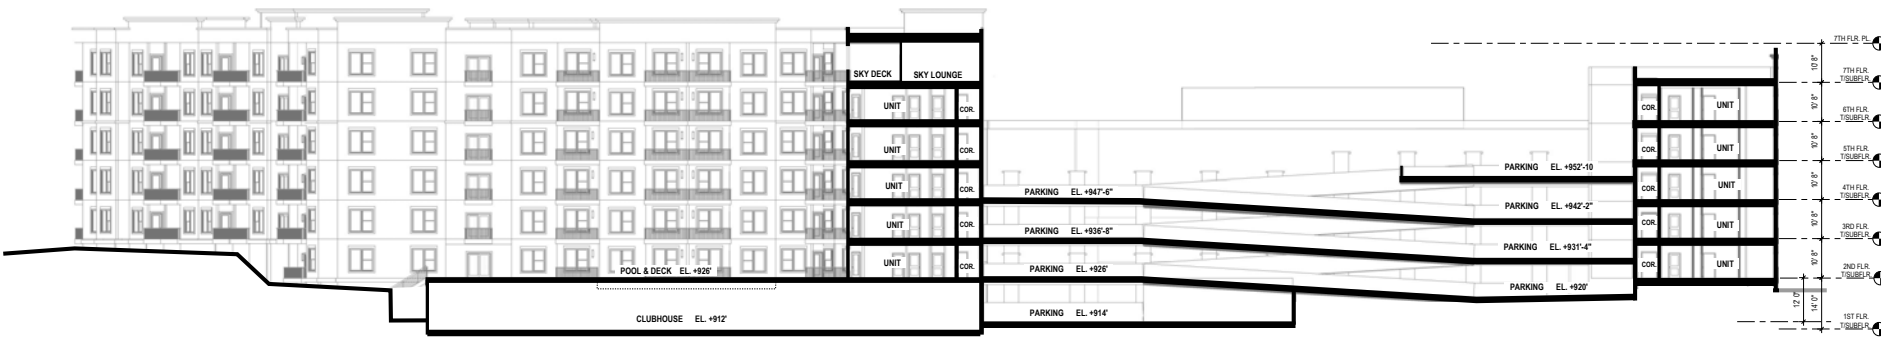 7TH FLR. PL.
10' 8"
SKY DECK SKY LOUNGE
7TH FLR.
T/SUBFLR.
UNIT COR. COR. UNIT
10' 8"
6TH FLR.
T/SUBFLR.
UNIT COR. COR. UNIT
10' 8"
5TH FLR.
T/SUBFLR.
PARKING EL. +952'-10
UNIT COR. COR. UNIT
10' 8"
PARKING EL. +947'-6"
4TH FLR.
T/SUBFLR.
PARKING EL. +942'-2"
UNIT COR. COR. UNIT
10' 8"
PARKING EL. +936'-8"
3RD FLR.
T/SUBFLR.
PARKING EL. +931'-4"
UNIT COR. COR. UNIT
10' 8"
POOL & DECK EL. +926' PARKING EL. +926'
2ND FLR.
T/SUBFLR.
PARKING EL. +920'
12' 0"
14' 0"
PARKING EL. +914'
CLUBHOUSE EL. +912'
1ST FLR.
T/SUBFLR.